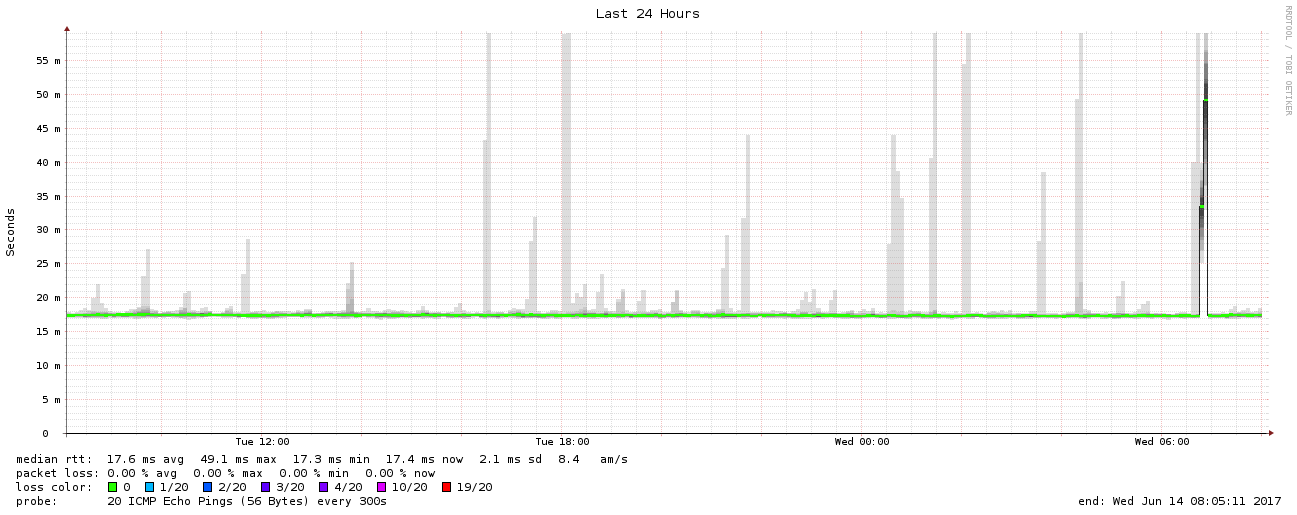 Last 24 Hours
RRDTOOL / TOBI OETIKER
Seconds
55 m
50 m
45 m
40 m
35 m
30 m
25 m
20 m
15 m
10 m
5 m
0
Tue 12:00 Tue 18:00 Wed 00:00 Wed 06:00
median rtt: 17.6 ms avg 49.1 ms max 17.3 ms min 17.4 ms now 2.1 ms sd 8.4 am/s
packet loss: 0.00 % avg 0.00 % max 0.00 % min 0.00 % now
loss color: 0 1/20 2/20 3/20 4/20 10/20 19/20
probe: 20 ICMP Echo Pings (56 Bytes) every 300s end: Wed Jun 14 08:05:11 2017